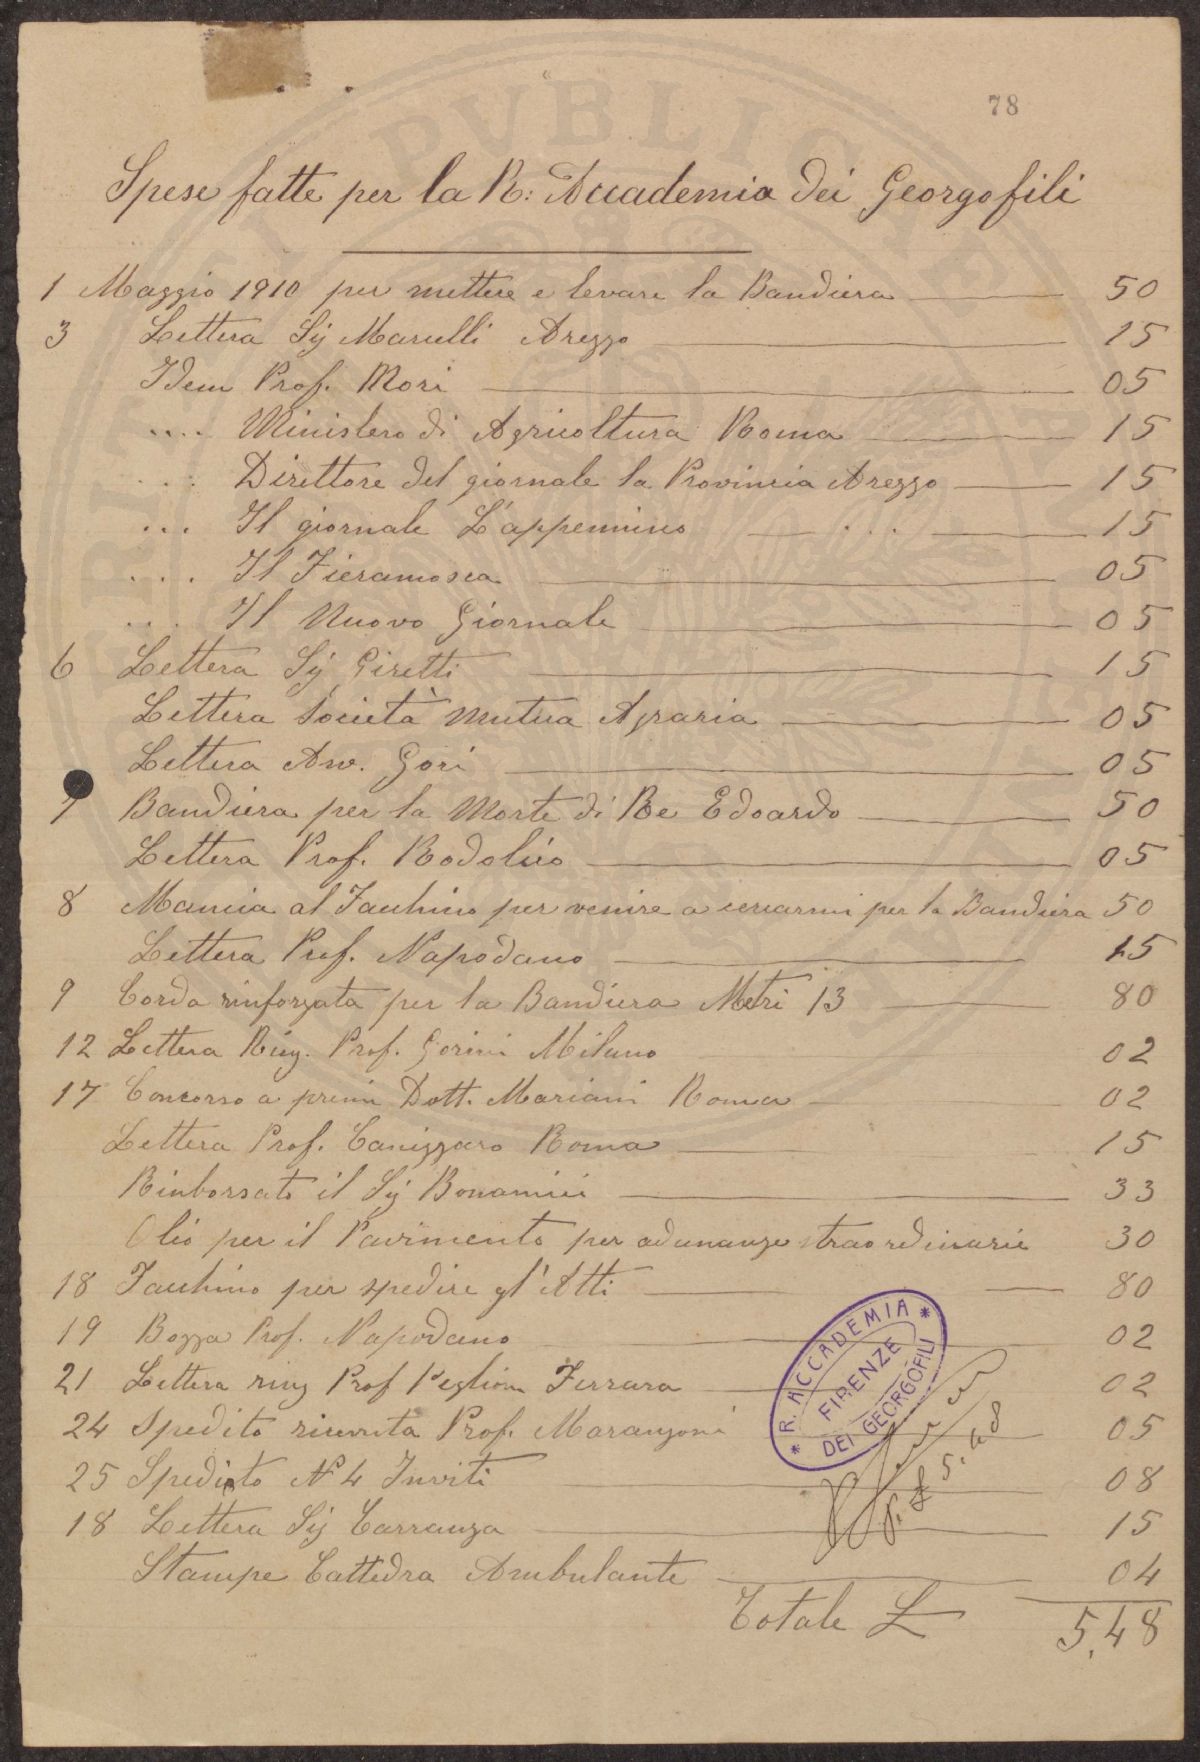 78
Spese fatte per la R: Accademia dei Georgofili
1 Maggio 1910 per mettere e levare la Bandiera 50
3 Lettera Sig Marcelli Arezzo 15
Idem Prof. Mori 05
.... Ministero di Agricoltura Roma 15
... Direttore del giornale la Provincia Arezzo 15
... Il giornale L'appennino ... 15
.... Il Fieramosca 05
.... Il Nuovo Giornale 05
6 Lettera Sig Giretti 15
Lettera Società Mutua Agraria 05
Lettera Avv. Gori 05
7 Bandiera per la Morte di Re Edoardo 50
Lettera Prof. Rodolico 05
8 Mancia al Facchino per venire a cercarmi per la Bandiera 50
Lettera Prof. Napodano 15
9 Corda rinforzata per la Bandiera Metri 13 80
12 Lettera Ring. Prof. Gorini Milano 02
17 Concorso a premi Dott. Mariani Roma 02
Lettera Prof. Canizzaro Roma 15
Rinborsato il Sig Bonamici 33
Olio per il Pavimento per adunanze straordinarie 30
18 Facchino per spedire gl'Atti 80
19 Bozza Prof. Napodano 02
21 Lettera ring Prof Peglion Ferrara 02
24 Spedito ricevuta Prof. Marangoni 05
25 Spedito N° 4 Inviti 08
18 Lettera Sig Carranza 15
Stampe Cattedra Ambulante 04
Totale L 5,48
R. ACCADEMIA
FIRENZE
DEI GEORGOFILI
P. £ 5.48